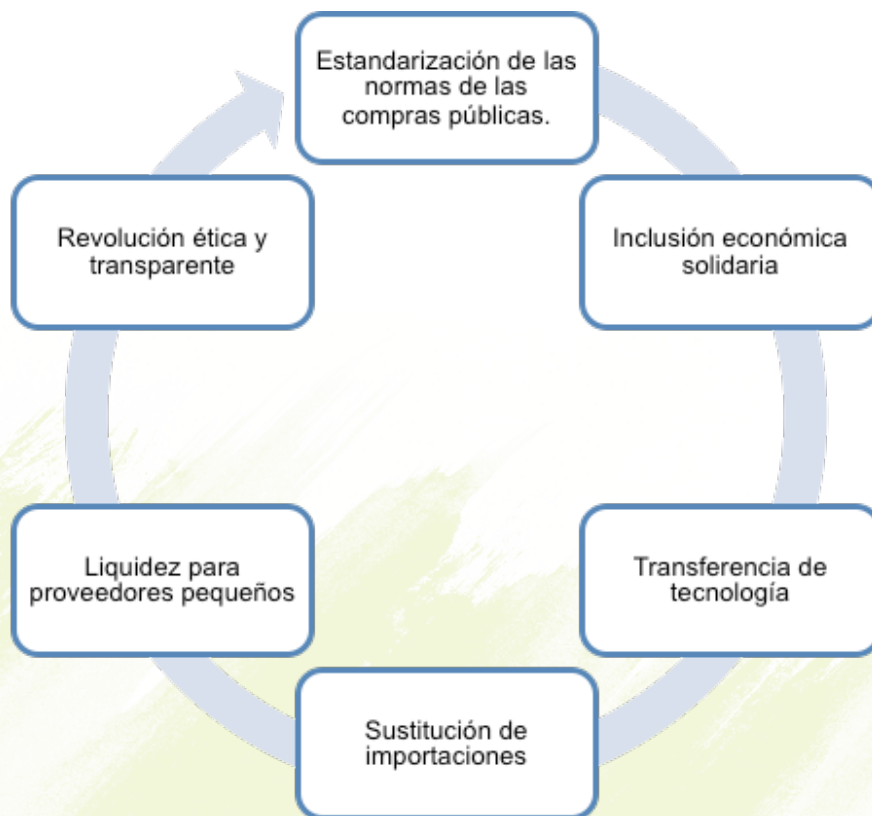 Estandarización de las
normas de las
compras públicas.
Inclusión económica
solidaria
Transferencia de
tecnología
Sustitución de
importaciones
Liquidez para
proveedores pequeños
Revolución ética y
transparente